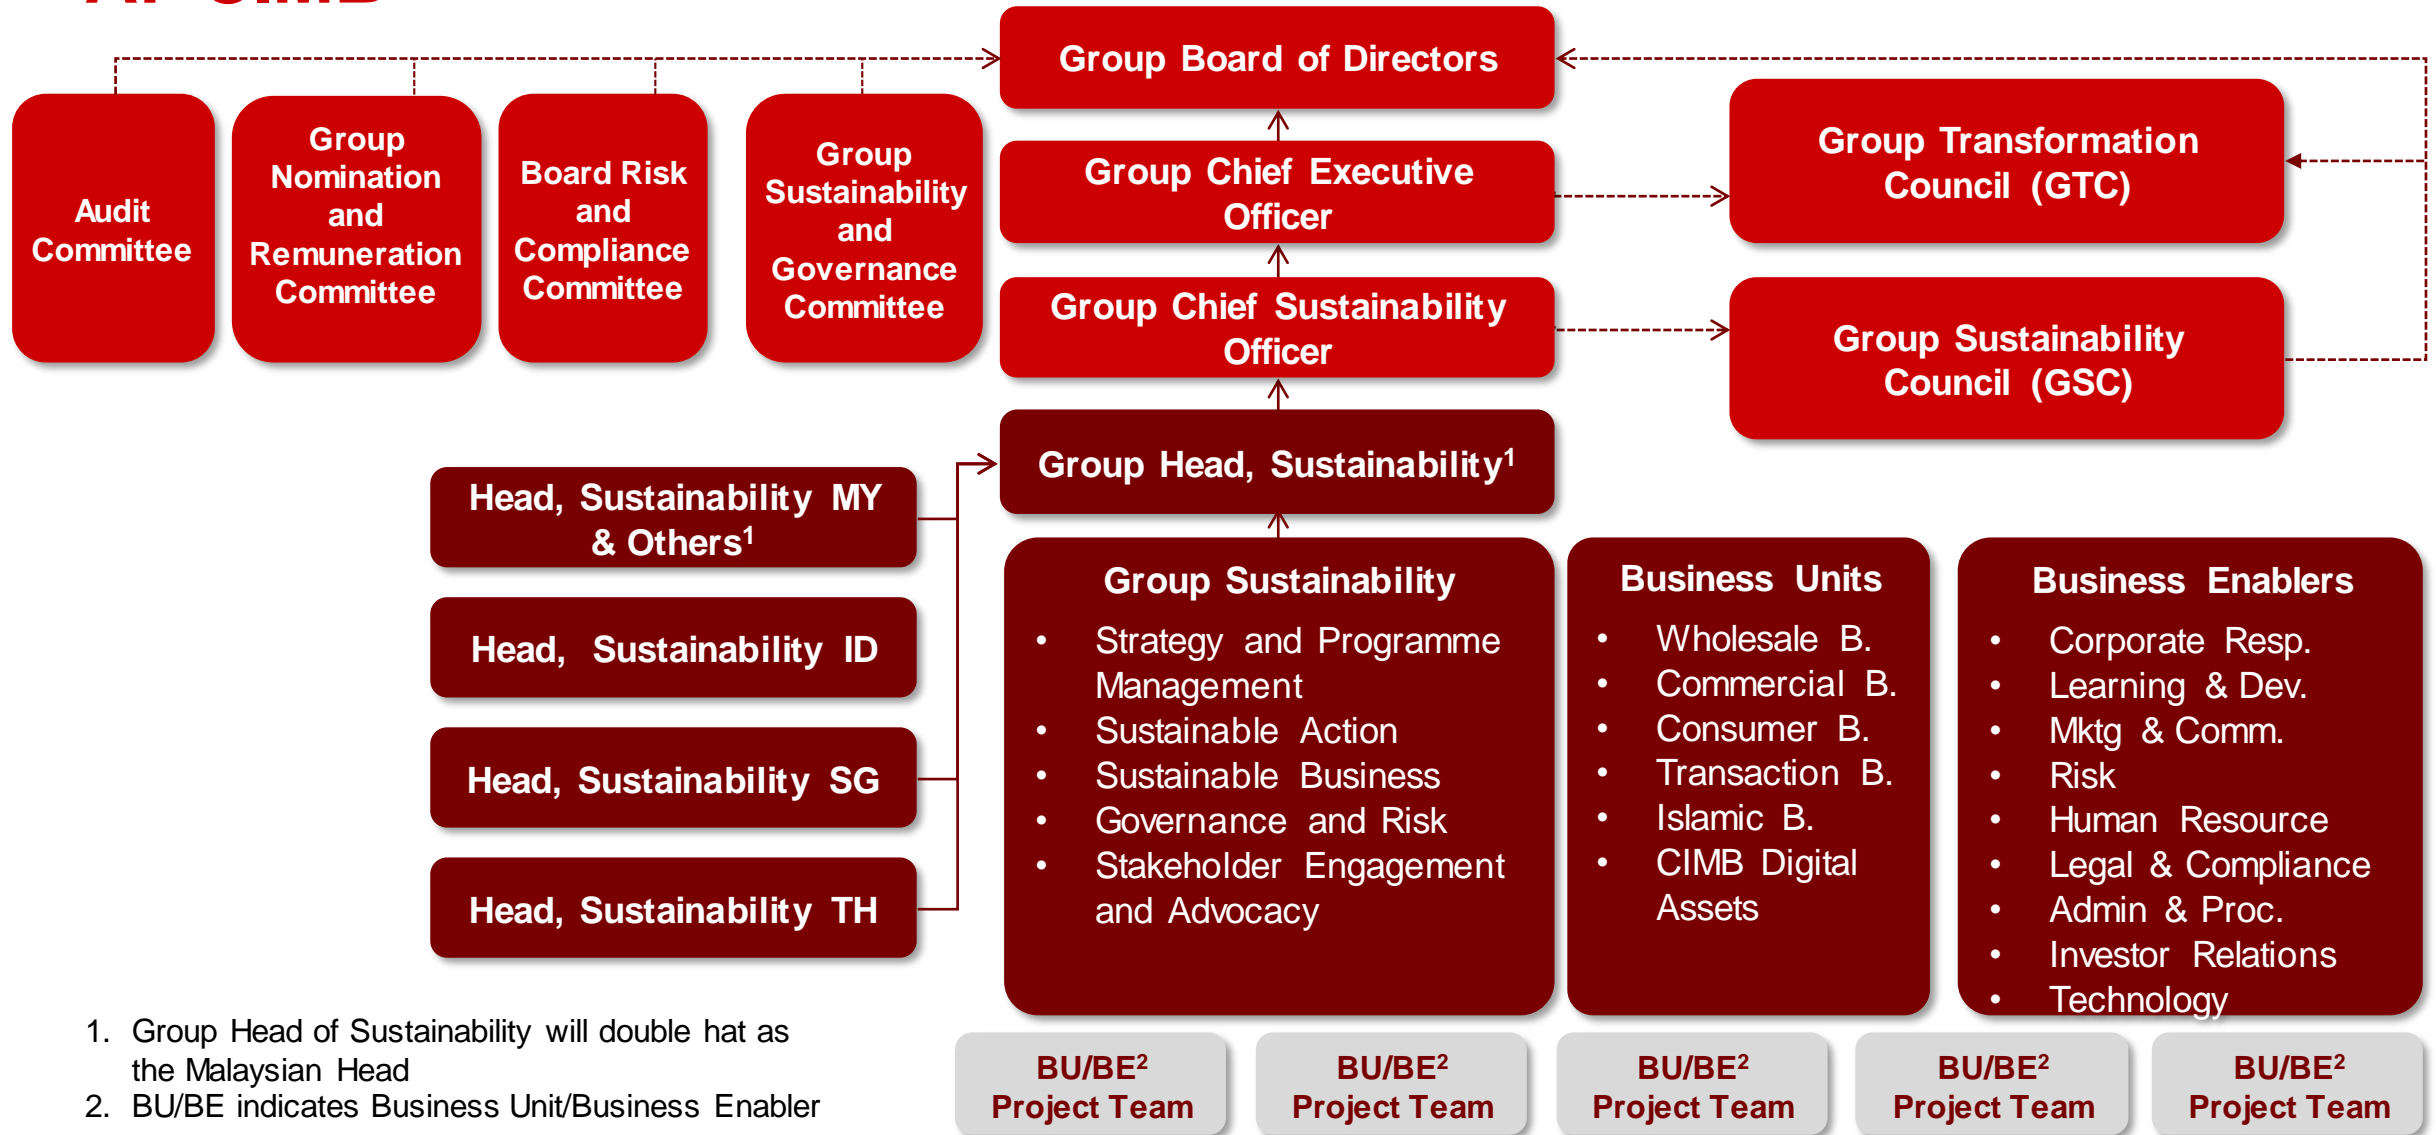 AT CIMB
Group Board of Directors
Audit
Committee
Group
Nomination
and
Remuneration
Committee
Board Risk
and
Compliance
Committee
Group
Sustainability
and
Governance
Committee
Group Chief Executive
Officer
Group Transformation
Council (GTC)
Group Chief Sustainability
Officer
Group Sustainability
Council (GSC)
Group Head, Sustainability¹
Head, Sustainability MY
& Others¹
Head, Sustainability ID
Head, Sustainability SG
Head, Sustainability TH
Group Sustainability
• Strategy and Programme
Management
• Sustainable Action
• Sustainable Business
• Governance and Risk
• Stakeholder Engagement
and Advocacy
Business Units
• Wholesale B.
• Commercial B.
• Consumer B.
• Transaction B.
• Islamic B.
• CIMB Digital
Assets
Business Enablers
• Corporate Resp.
• Learning & Dev.
• Mktg & Comm.
• Risk
• Human Resource
• Legal & Compliance
• Admin & Proc.
• Investor Relations
• Technology
1. Group Head of Sustainability will double hat as
the Malaysian Head
2. BU/BE indicates Business Unit/Business Enabler
BU/BE²
Project Team
BU/BE²
Project Team
BU/BE²
Project Team
BU/BE²
Project Team
BU/BE²
Project Team